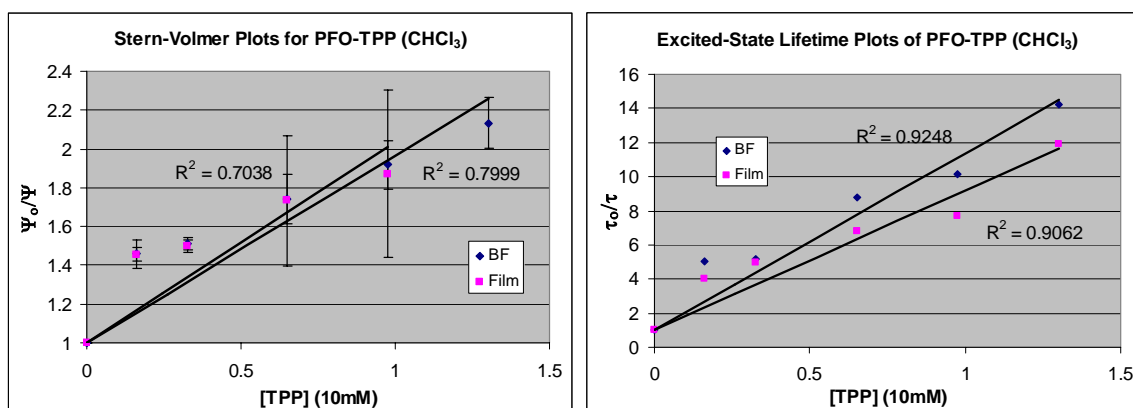 Stern-Volmer Plots for PFO-TPP (CHCl₃)
2.4
2.2
2
1.8
1.6
1.4
1.2
1
Ψo/Ψ
R² = 0.7038
R² = 0.7999
BF
Film
0
0.5
1
1.5
[TPP] (10mM)
Excited-State Lifetime Plots of PFO-TPP (CHCl₃)
16
14
12
10
8
6
4
2
0
τo/τ
R² = 0.9248
BF
Film
R² = 0.9062
0
0.5
1
1.5
[TPP] (10mM)